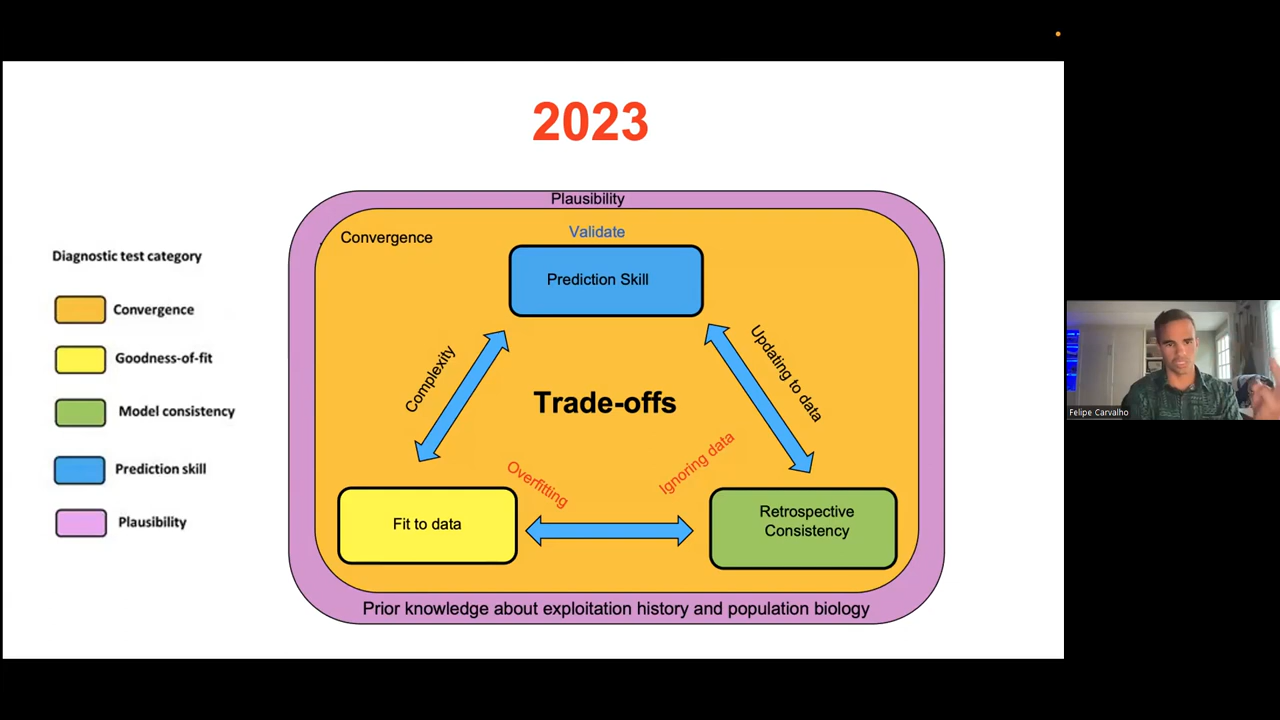 2023
Diagnostic test category
Convergence
Goodness-of-fit
Model consistency
Prediction skill
Plausibility
Plausibility
Convergence
Validate
Prediction Skill
Complexity
Updating to data
Trade-offs
Overfitting
Ignoring data
Fit to data
Retrospective
Consistency
Prior knowledge about exploitation history and population biology
Felipe Carvalho